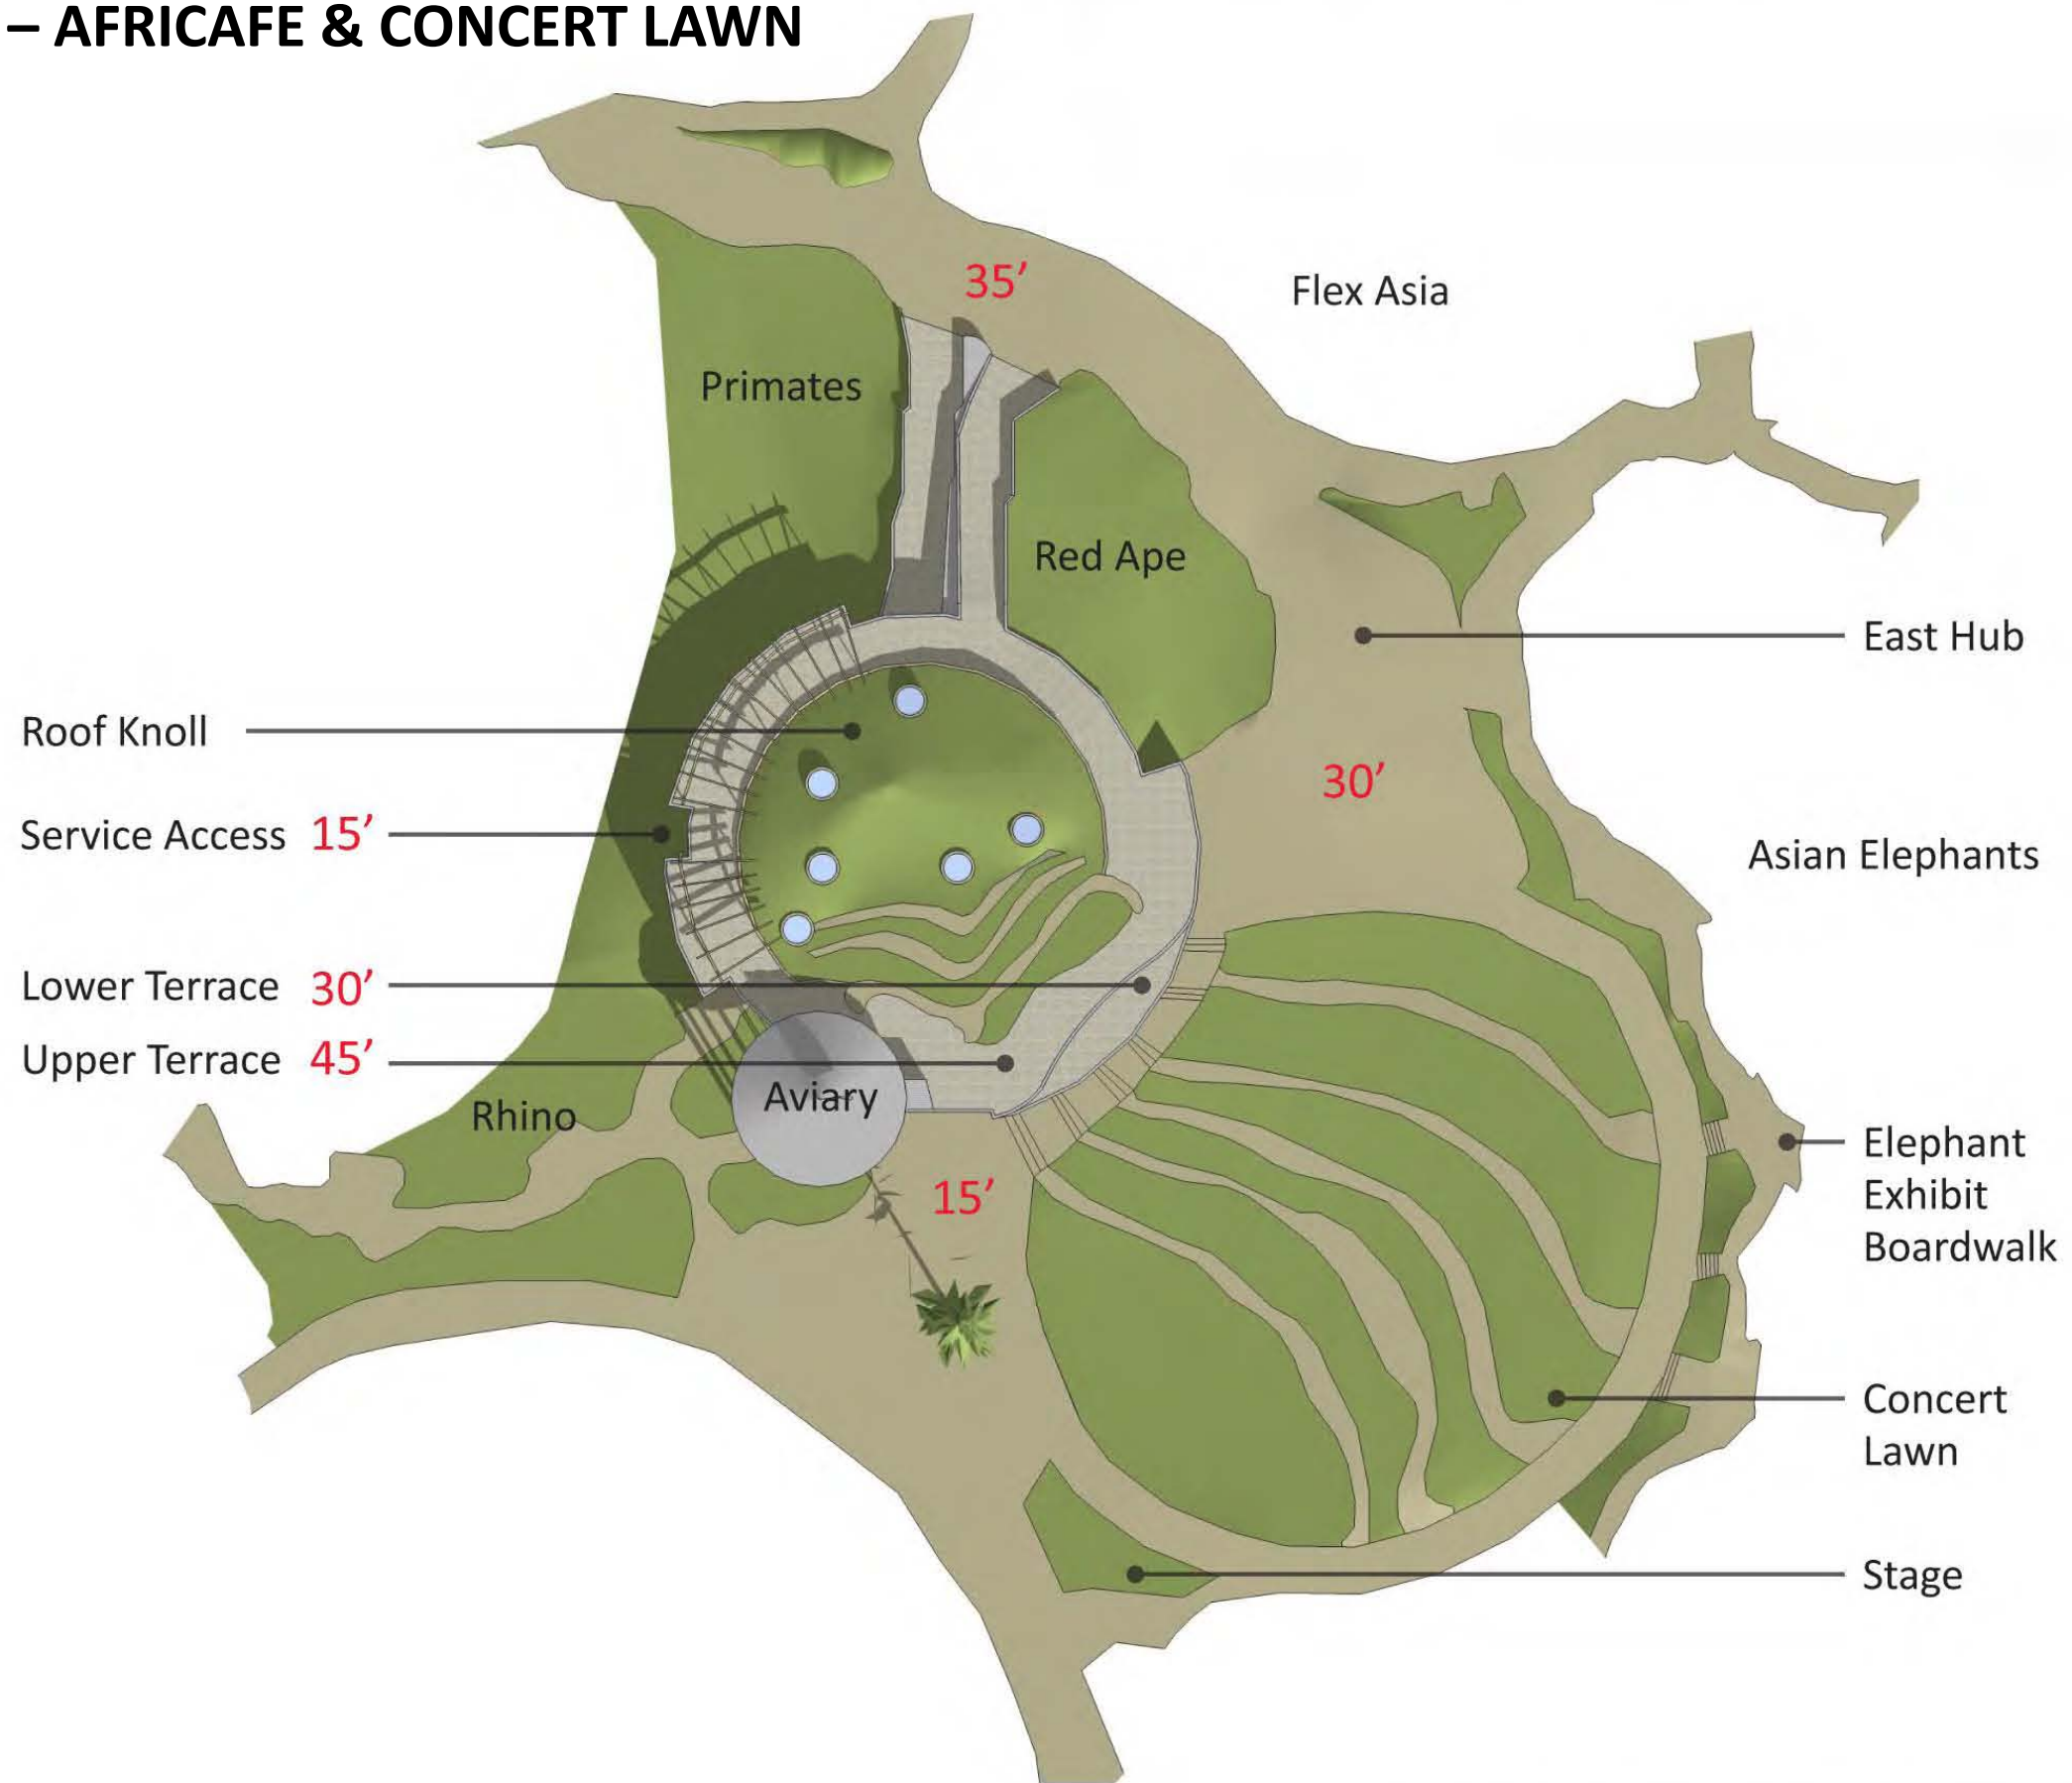 – AFRICAFE & CONCERT LAWN
35’
Flex Asia
Primates
Red Ape
East Hub
Roof Knoll
30’
Service Access 15’
Asian Elephants
Lower Terrace 30’
Upper Terrace 45’
Aviary
Rhino
Elephant
Exhibit
Boardwalk
15’
Concert
Lawn
Stage